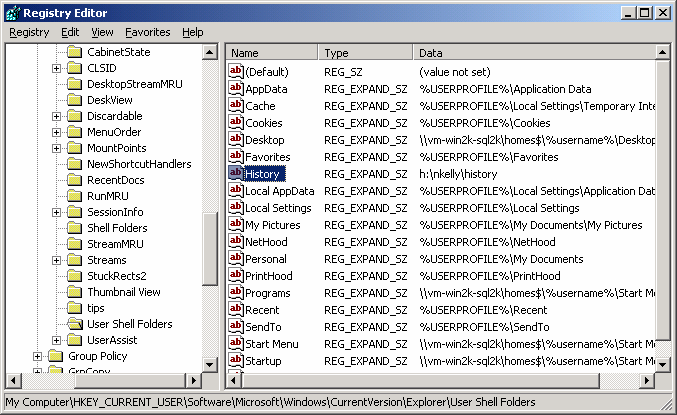 Registry Editor
Registry Edit View Favorites Help
CabinetState
CLSID
DesktopStreamMRU
DeskView
Discardable
MenuOrder
MountPoints
NewShortcutHandlers
RecentDocs
RunMRU
SessionInfo
Shell Folders
StreamMRU
Streams
StuckRects2
Thumbnail View
tips
User Shell Folders
UserAssist
Group Policy
GrpConv
Name Type Data
(Default) REG_SZ (value not set)
AppData REG_EXPAND_SZ %USERPROFILE%\Application Data
Cache REG_EXPAND_SZ %USERPROFILE%\Local Settings\Temporary Inte
Cookies REG_EXPAND_SZ %USERPROFILE%\Cookies
Desktop REG_EXPAND_SZ \\vm-win2k-sql2k\homes$\%username%\Desktop
Favorites REG_EXPAND_SZ %USERPROFILE%\Favorites
History REG_EXPAND_SZ h:\nkelly\history
Local AppData REG_EXPAND_SZ %USERPROFILE%\Local Settings\Application Data
Local Settings REG_EXPAND_SZ %USERPROFILE%\Local Settings
My Pictures REG_EXPAND_SZ %USERPROFILE%\My Documents\My Pictures
NetHood REG_EXPAND_SZ %USERPROFILE%\NetHood
Personal REG_EXPAND_SZ %USERPROFILE%\My Documents
PrintHood REG_EXPAND_SZ %USERPROFILE%\PrintHood
Programs REG_EXPAND_SZ \\vm-win2k-sql2k\homes$\%username%\Start Me
Recent REG_EXPAND_SZ %USERPROFILE%\Recent
SendTo REG_EXPAND_SZ %USERPROFILE%\SendTo
Start Menu REG_EXPAND_SZ \\vm-win2k-sql2k\homes$\%username%\Start Me
Startup REG_EXPAND_SZ \\vm-win2k-sql2k\homes$\%username%\Start Me
My Computer\HKEY_CURRENT_USER\Software\Microsoft\Windows\CurrentVersion\Explorer\User Shell Folders